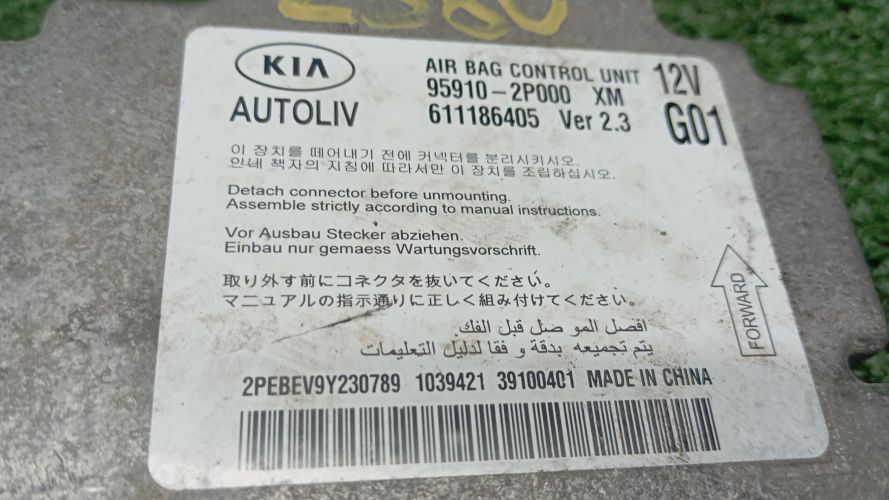 2580
KIA
AUTOLIV
AIR BAG CONTROL UNIT
95910-2P000 XM
611186405 Ver 2.3
12V
G01
이 장치를 떼어내기 전에 커넥터를 분리시키시오.
안내 책자의 지침에 따라서만 이 장치를 조립하십시오.
Detach connector before unmounting.
Assemble strictly according to manual instructions.
Vor Ausbau Stecker abziehen.
Einbau nur gemaess Wartungsvorschrift.
取り外す前にコネクタを抜いてください。
マニュアルの指示通りに正しく組み付けてください。
افصل الموصل قبل الفك.
يتم تجميعه بدقة و فقا لدليل التعليمات
FORWARD
2PEBEV9Y230789 1039421 39100401 MADE IN CHINA